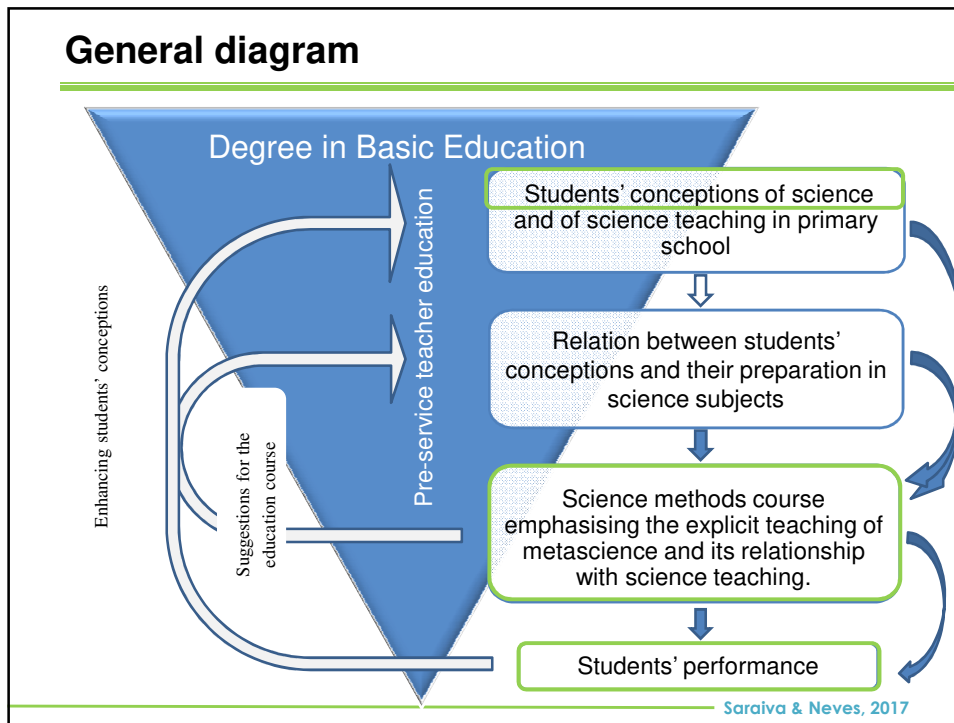 General diagram
Degree in Basic Education
Pre-service teacher education
Students’ conceptions of science
and of science teaching in primary
school
Relation between students’
conceptions and their preparation in
science subjects
Science methods course
emphasising the explicit teaching of
metascience and its relationship
with science teaching.
Students’ performance
Enhancing students’ conceptions
Suggestions for the
education course
Saraiva & Neves, 2017